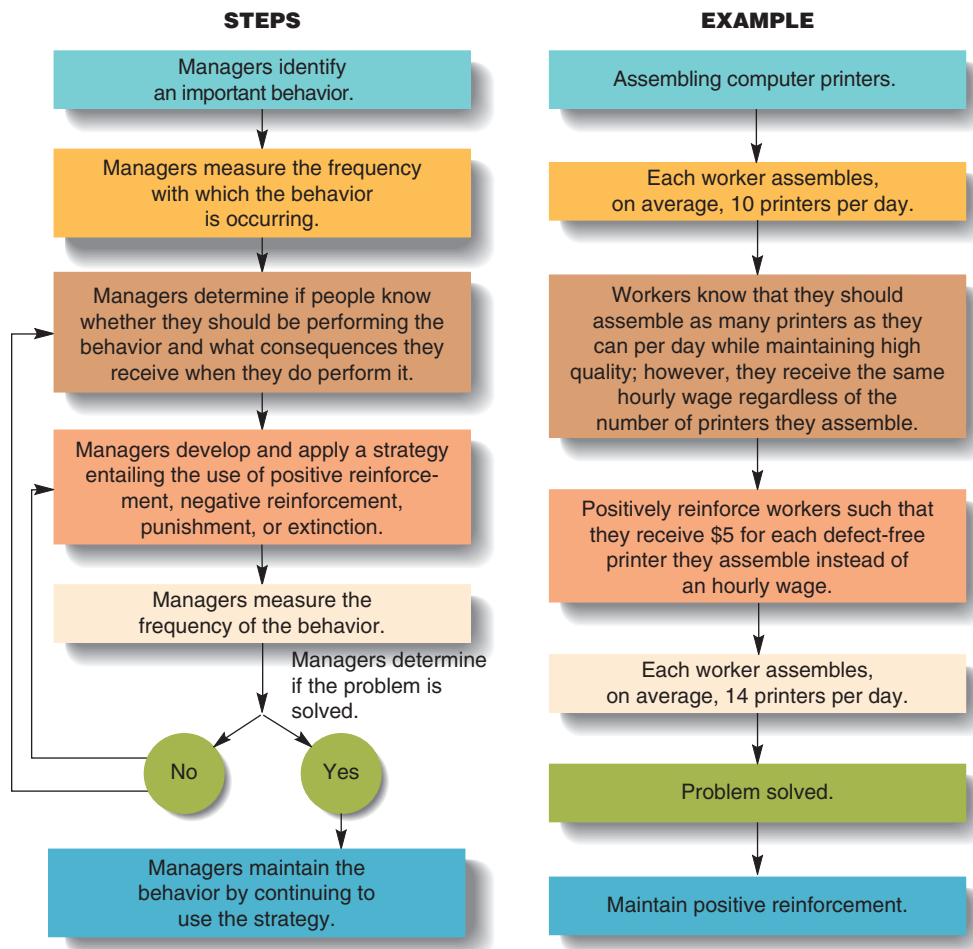 STEPS
Managers identify
an important behavior.
Managers measure the frequency
with which the behavior
is occurring.
Managers determine if people know
whether they should be performing the
behavior and what consequences they
receive when they do perform it.
Managers develop and apply a strategy
entailing the use of positive reinforce-
ment, negative reinforcement,
punishment, or extinction.
Managers measure the
frequency of the behavior.
Managers determine
if the problem is
solved.
No
Yes
Managers maintain the
behavior by continuing to
use the strategy.
EXAMPLE
Assembling computer printers.
Each worker assembles,
on average, 10 printers per day.
Workers know that they should
assemble as many printers as they
can per day while maintaining high
quality; however, they receive the same
hourly wage regardless of the
number of printers they assemble.
Positively reinforce workers such that
they receive $5 for each defect-free
printer they assemble instead of
an hourly wage.
Each worker assembles,
on average, 14 printers per day.
Problem solved.
Maintain positive reinforcement.